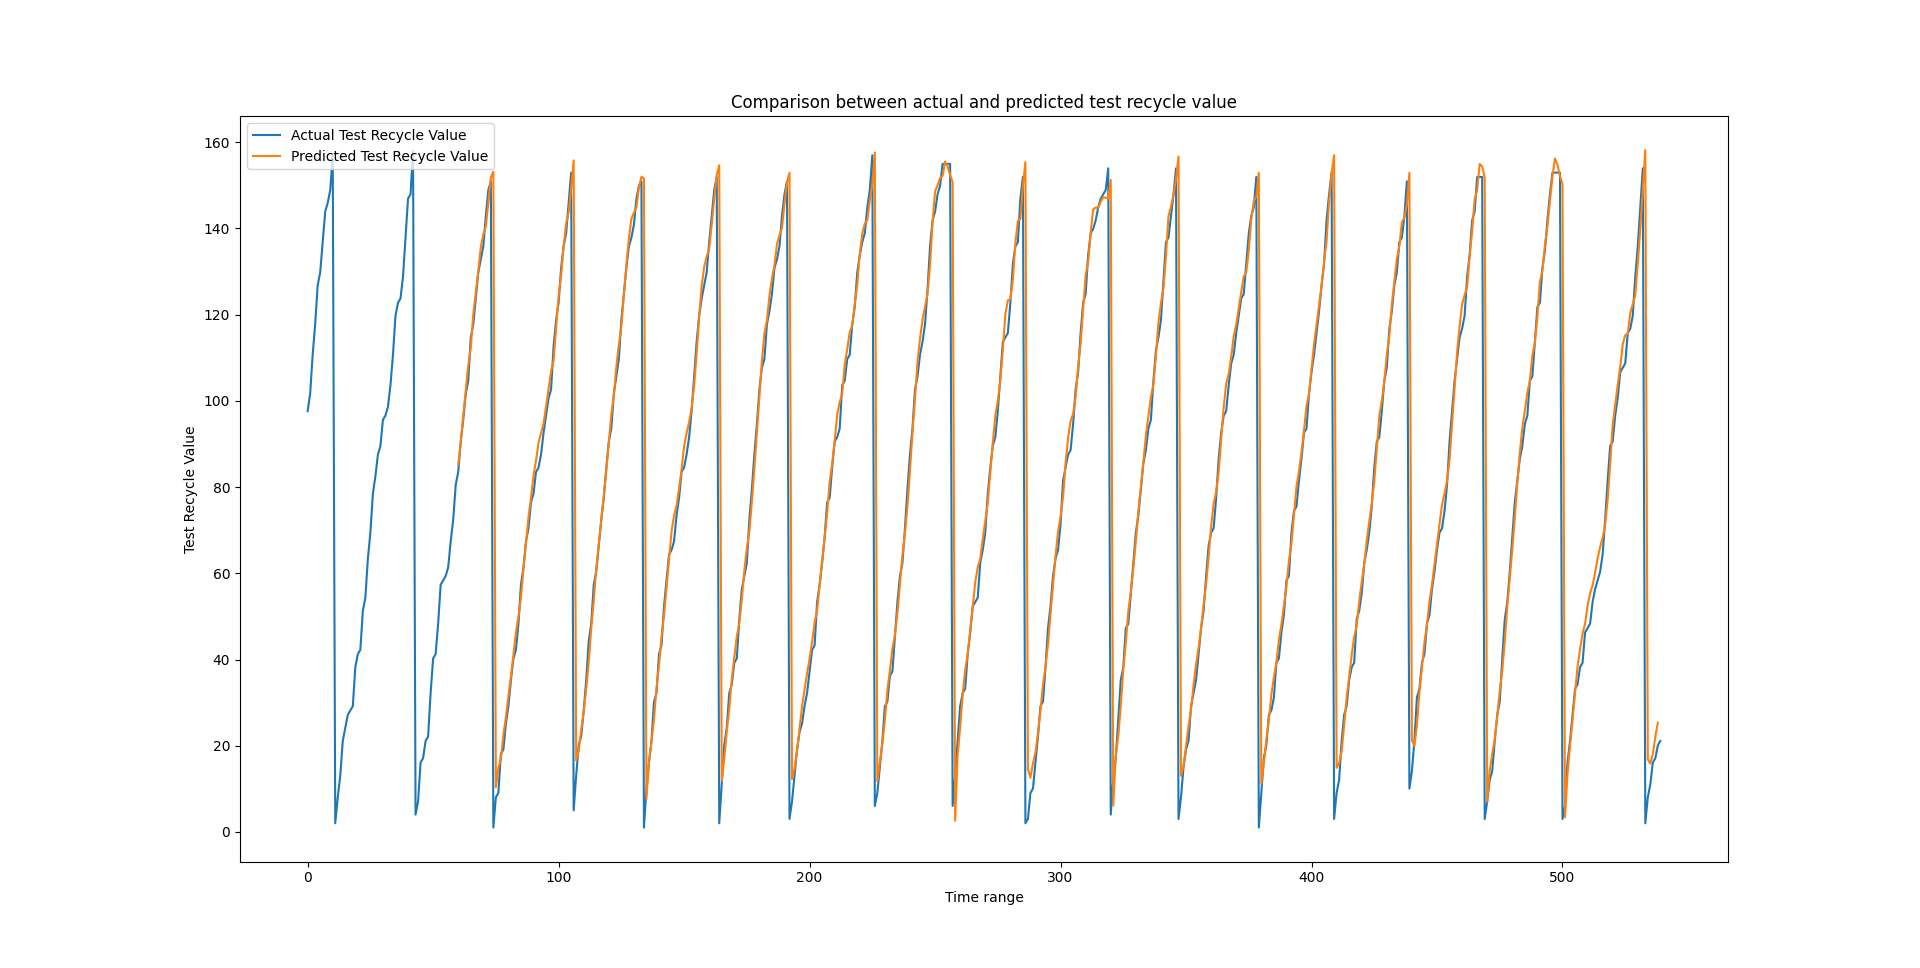 Comparison between actual and predicted test recycle value
Actual Test Recycle Value
Predicted Test Recycle Value
160
140
120
100
80
60
40
20
0
Test Recycle Value
0 100 200 300 400 500
Time range